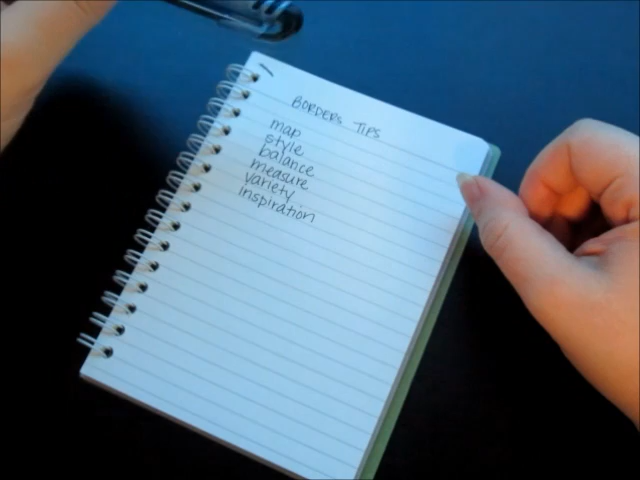 BORDERS TIPS
map
style
balance
measure
variety
inspiration